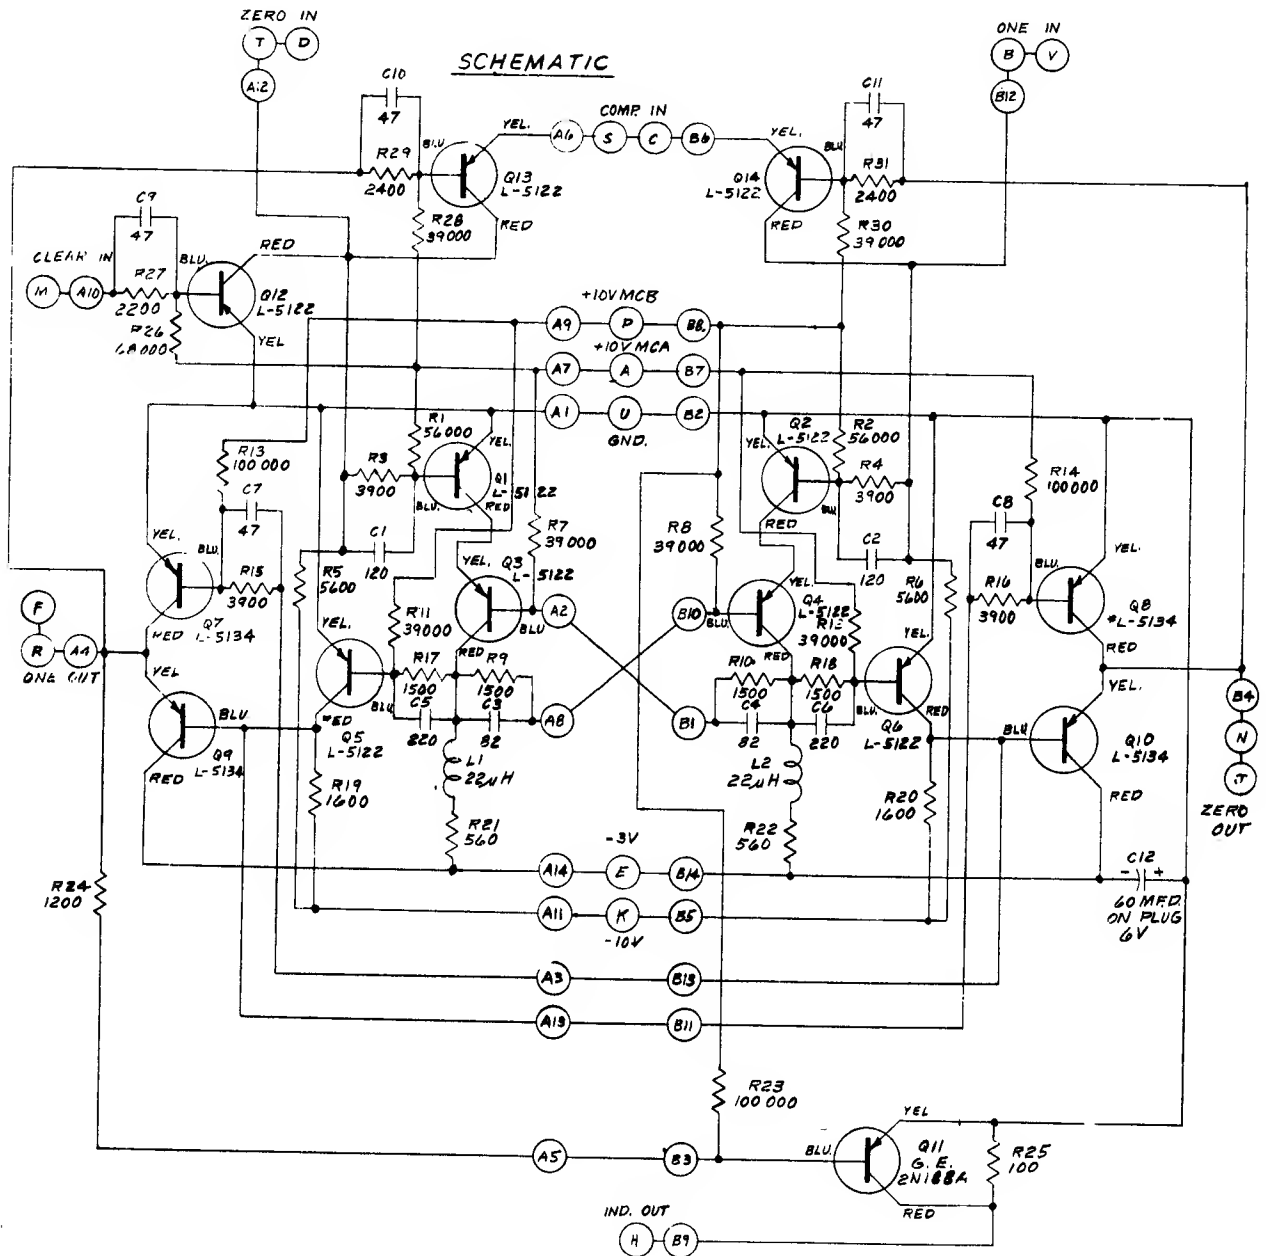 ZERO IN
T D
A12
ONE IN
B V
B12
SCHEMATIC
C10
47
R29
2400
BLU
YEL.
Q13
L-5122
RED
R28
39000
COMP. IN
A6 S C B6
YEL.
BLU
Q14
L-5122
RED
C11
47
R31
2400
R30
39000
C9
47
CLEAR IN
M A10
R27
2200
R26
68000
BLU.
RED
Q12
L-5122
YEL
+10V MCB
A9 P B8
+10V MCA
A7 A B7
A1 U B2
GND.
R13
100 000
C7
47
YEL.
BLU.
R15
3900
Q7
L-5134
RED
R1
56000
R3
3900
YEL.
Q1
L-5122
BLU.
RED
C1
120
R5
5600
R7
39000
YEL.
Q3
L-5122
BLU
RED
A2
R11
39000
R17
1500
R9
1500
C5
220
C3
82
A8
YEL.
BLU
RED
Q5
L-5122
R19
1600
L1
22μH
R21
560
F
R A4
ONE OUT
YEL
BLU
Q9
L-5134
RED
Q2
L-5122
YEL.
BLU
RED
R2
56000
R4
3900
C2
120
R6
5600
R8
39000
B10
BLU.
YEL.
Q4
L-5122
RED
R12
39000
R10
1500
R18
1500
B1
C4
82
C6
220
BLU.
YEL.
RED
Q6
L-5122
L2
22μH
R22
560
R20
1600
R14
100000
C8
47
R16
3900
BLU.
YEL.
Q8
*L-5134
RED
YEL.
BLU
Q10
L-5134
RED
B4
N
J
ZERO
OUT
-3V
A14 E B14
A11 K B5
-10V
C12
- +
60 MFD.
ON PLUG
6V
R24
1200
A3 B13
A13 B11
R23
100 000
A5 B3
BLU.
YEL
Q11
G. E.
2N188A
RED
R25
100
IND. OUT
H B9